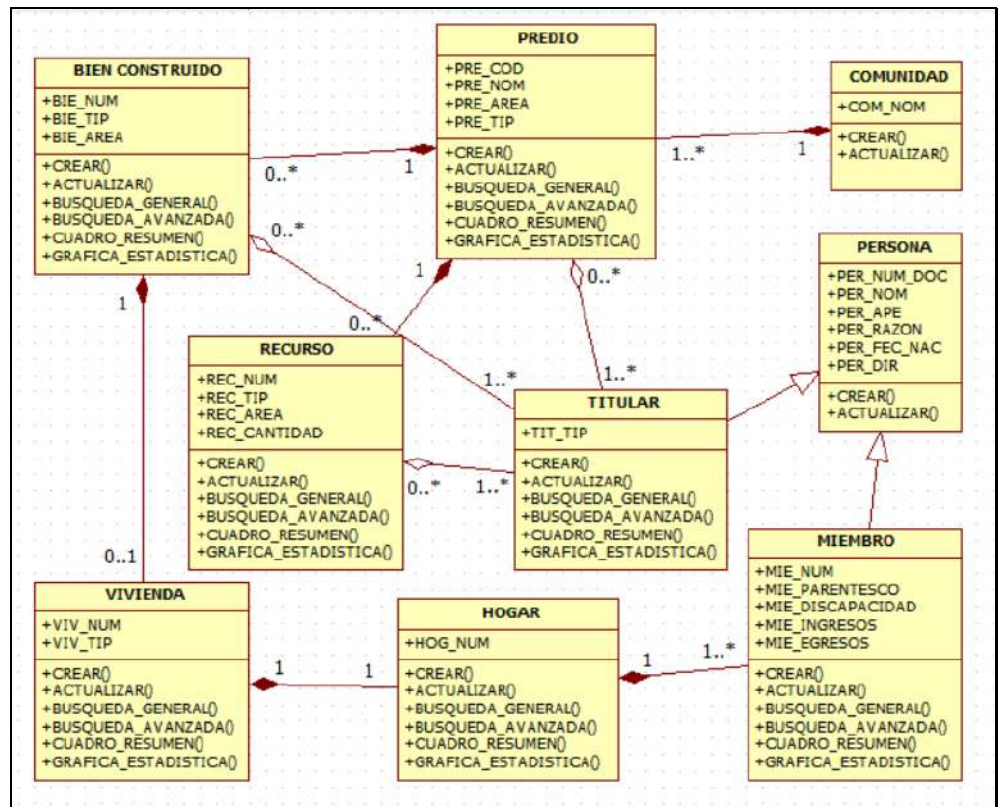 BIEN CONSTRUIDO
+BIE_NUM
+BIE_TIP
+BIE_AREA
+CREAR()
+ACTUALIZAR()
+BUSQUEDA_GENERAL()
+BUSQUEDA_AVANZADA()
+CUADRO_RESUMEN()
+GRAFICA_ESTADISTICA()
PREDIO
+PRE_COD
+PRE_NOM
+PRE_AREA
+PRE_TIP
+CREAR()
+ACTUALIZAR()
+BUSQUEDA_GENERAL()
+BUSQUEDA_AVANZADA()
+CUADRO_RESUMEN()
+GRAFICA_ESTADISTICA()
COMUNIDAD
+COM_NOM
+CREAR()
+ACTUALIZAR()
0..*
1
1..*
1
0..*
1
0..*
1
0..*
1..*
1..*
PERSONA
+PER_NUM_DOC
+PER_NOM
+PER_APE
+PER_RAZON
+PER_FEC_NAC
+PER_DIR
+CREAR()
+ACTUALIZAR()
RECURSO
+REC_NUM
+REC_TIP
+REC_AREA
+REC_CANTIDAD
+CREAR()
+ACTUALIZAR()
+BUSQUEDA_GENERAL()
+BUSQUEDA_AVANZADA()
+CUADRO_RESUMEN()
+GRAFICA_ESTADISTICA()
0..*
1..*
TITULAR
+TIT_TIP
+CREAR()
+ACTUALIZAR()
+BUSQUEDA_GENERAL()
+BUSQUEDA_AVANZADA()
+CUADRO_RESUMEN()
+GRAFICA_ESTADISTICA()
0..1
VIVIENDA
+VIV_NUM
+VIV_TIP
+CREAR()
+ACTUALIZAR()
+BUSQUEDA_GENERAL()
+BUSQUEDA_AVANZADA()
+CUADRO_RESUMEN()
+GRAFICA_ESTADISTICA()
1
1
HOGAR
+HOG_NUM
+CREAR()
+ACTUALIZAR()
+BUSQUEDA_GENERAL()
+BUSQUEDA_AVANZADA()
+CUADRO_RESUMEN()
+GRAFICA_ESTADISTICA()
1
1..*
MIEMBRO
+MIE_NUM
+MIE_PARENTESCO
+MIE_DISCAPACIDAD
+MIE_INGRESOS
+MIE_EGRESOS
+CREAR()
+ACTUALIZAR()
+BUSQUEDA_GENERAL()
+BUSQUEDA_AVANZADA()
+CUADRO_RESUMEN()
+GRAFICA_ESTADISTICA()